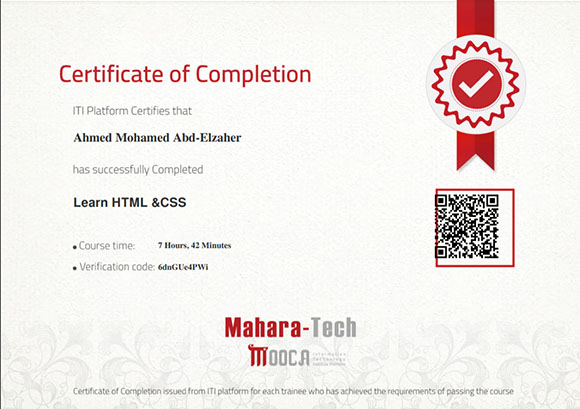 Certificate of Completion
ITI Platform Certifies that
Ahmed Mohamed Abd-Elzaher
has successfully Completed
Learn HTML &CSS
Course time: 7 Hours, 42 Minutes
Verification code: 6dnGUe4PWi
Mahara-Tech
MOOCA
Certificate of Completion issued from ITI platform for each trainee who has achieved the requirements of passing the course